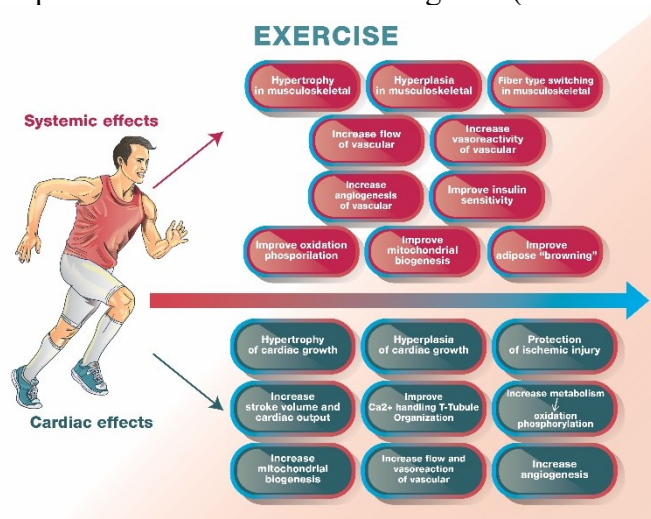 EXERCISE
Systemic effects
Hypertrophy
in musculoskeletal
Hyperplasia
in musculoskeletal
Fiber type switching
in musculoskeletal
Increase flow
of vascular
Increase
vasoreactivity
of vascular
Increase
angiogenesis
of vascular
Improve insulin
sensitivity
Improve oxidation
phosporilation
Improve
mitochondrial
biogenesis
Improve
adipose "browning"
Cardiac effects
Hypertrophy
of cardiac growth
Hyperplasia
of cardiac growth
Protection
of ischemic injury
Increase
stroke volume and
cardiac output
Improve
Ca2+ handling T-Tubule
Organization
Increase metabolism
oxidation
phosphorylation
Increase
mitochondrial
biogenesis
Increase flow and
vasoreaction
of vascular
Increase
angiogenesis